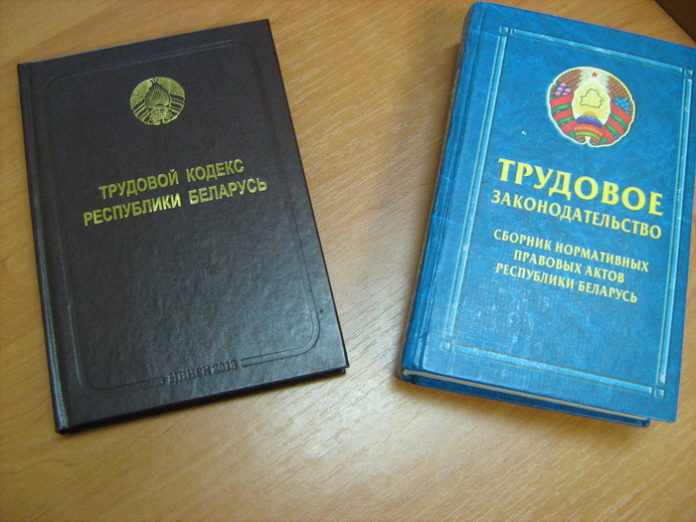 ТРУДОВОЙ КОДЕКС
РЕСПУБЛИКИ БЕЛАРУСЬ
ТРУДОВОЕ
ЗАКОНОДАТЕЛЬСТВО
СБОРНИК НОРМАТИВНЫХ
ПРАВОВЫХ АКТОВ
РЕСПУБЛИКИ БЕЛАРУСЬ